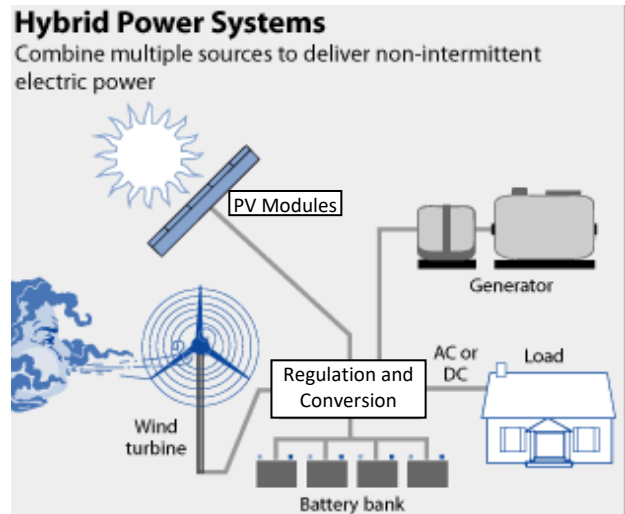 Hybrid Power Systems
Combine multiple sources to deliver non-intermittent
electric power
PV Modules
Generator
Regulation and
Conversion
AC or
DC
Load
Wind
turbine
Battery bank